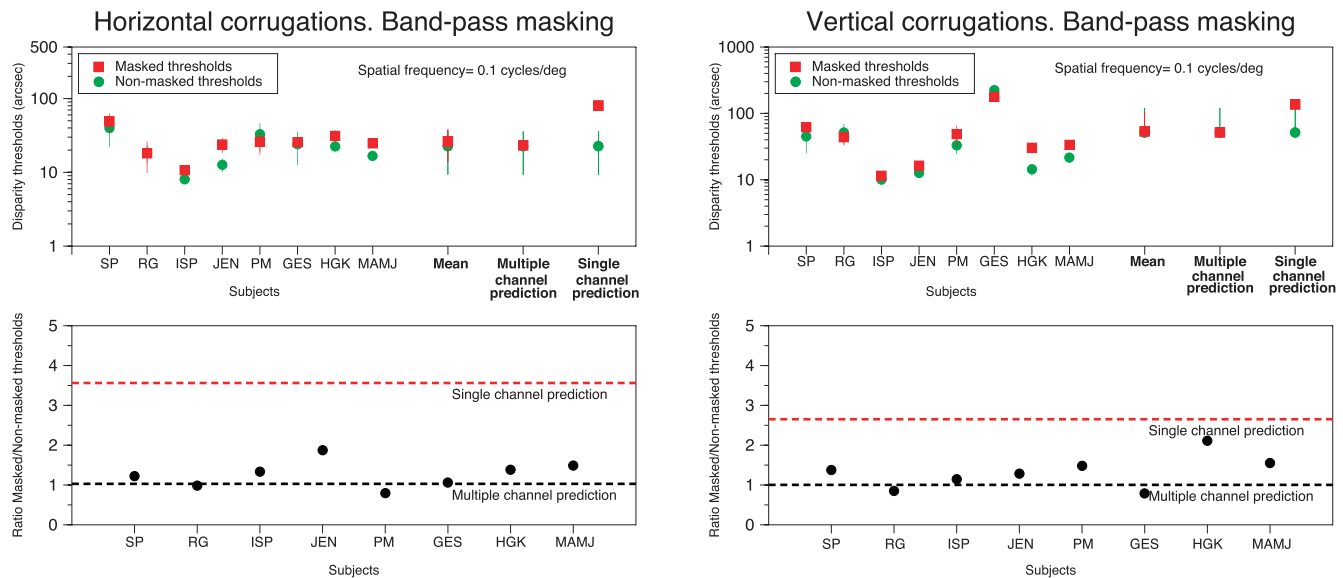 Horizontal corrugations. Band-pass masking
500
100
10
1
Disparity thresholds (arcsec)
Masked thresholds
Non-masked thresholds
Spatial frequency= 0.1 cycles/deg
SP RG ISP JEN PM GES HGK MAMJ Mean Multiple Single
channel channel
prediction prediction
Subjects
5
4
3
2
1
0
Ratio Masked/Non-masked thresholds
Single channel prediction
Multiple channel prediction
SP RG ISP JEN PM GES HGK MAMJ
Subjects
Vertical corrugations. Band-pass masking
1000
100
10
1
Disparity thresholds (arcsec)
Masked thresholds
Non-masked thresholds
Spatial frequency= 0.1 cycles/deg
SP RG ISP JEN PM GES HGK MAMJ Mean Multiple Single
channel channel
prediction prediction
Subjects
5
4
3
2
1
0
Ratio Masked/Non-masked thresholds
Single channel prediction
Multiple channel prediction
SP RG ISP JEN PM GES HGK MAMJ
Subjects